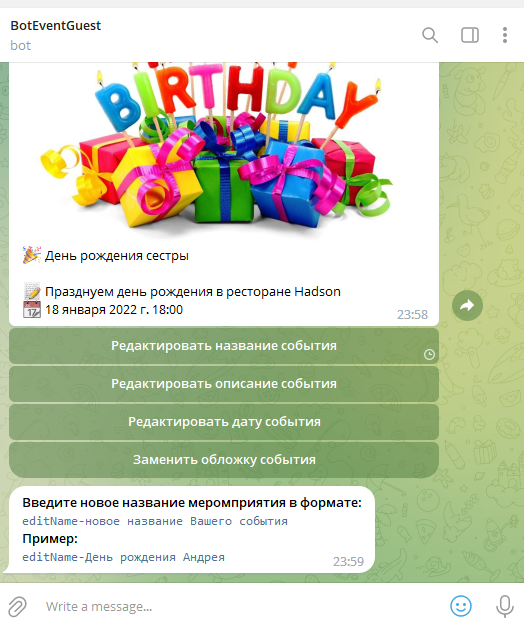 BotEventGuest
bot
BIRTHDAY
День рождения сестры
Празднуем день рождения в ресторане Hadson
17
18 января 2022 г. 18:00
23:58
Редактировать название события
Редактировать описание события
Редактировать дату события
Заменить обложку события
Введите новое название меромприятия в формате:
editName-новое название Вашего события
Пример:
editName-День рождения Андрея
23:59
Write a message...